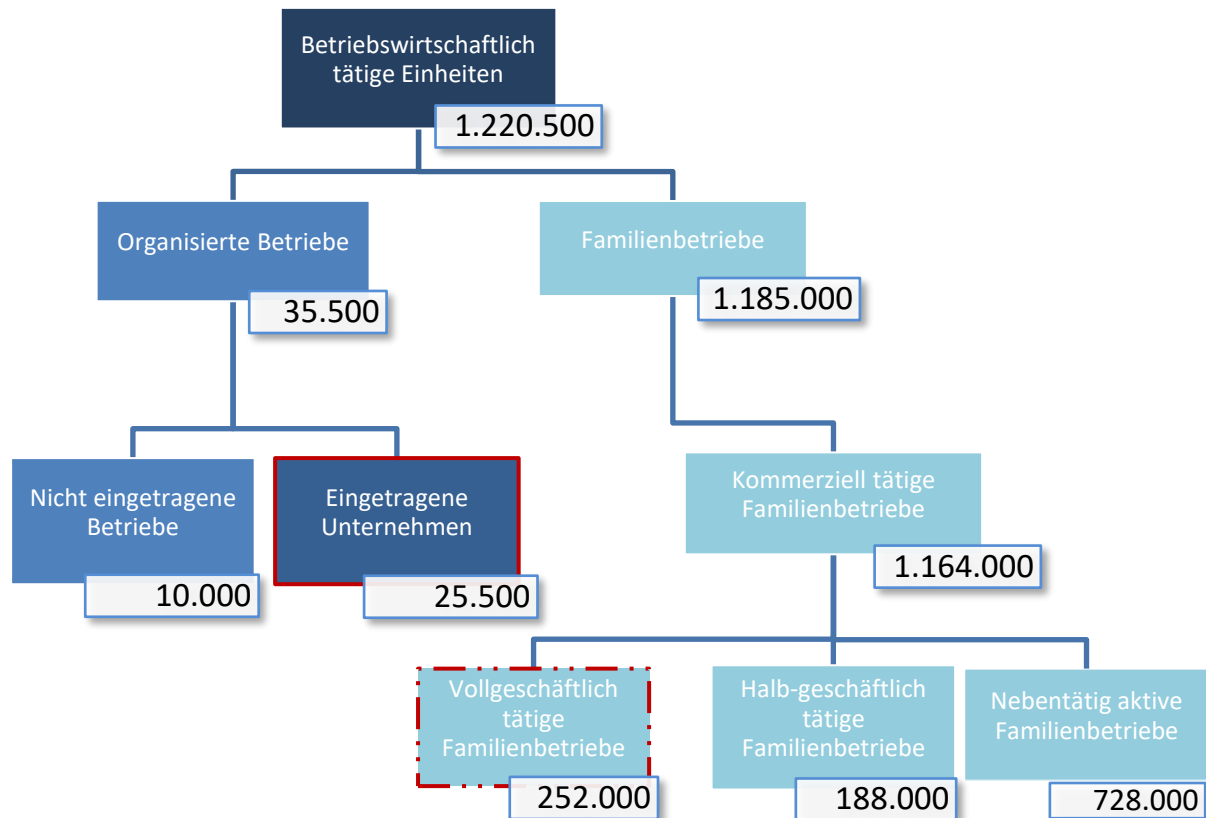 Betriebswirtschaftlich
tätige Einheiten
1.220.500
Organisierte Betriebe
35.500
Familienbetriebe
1.185.000
Nicht eingetragene
Betriebe
10.000
Eingetragene
Unternehmen
25.500
Kommerziell tätige
Familienbetriebe
1.164.000
Vollgeschäftlich
tätige
Familienbetriebe
252.000
Halb-geschäftlich
tätige
Familienbetriebe
188.000
Nebentätig aktive
Familienbetriebe
728.000